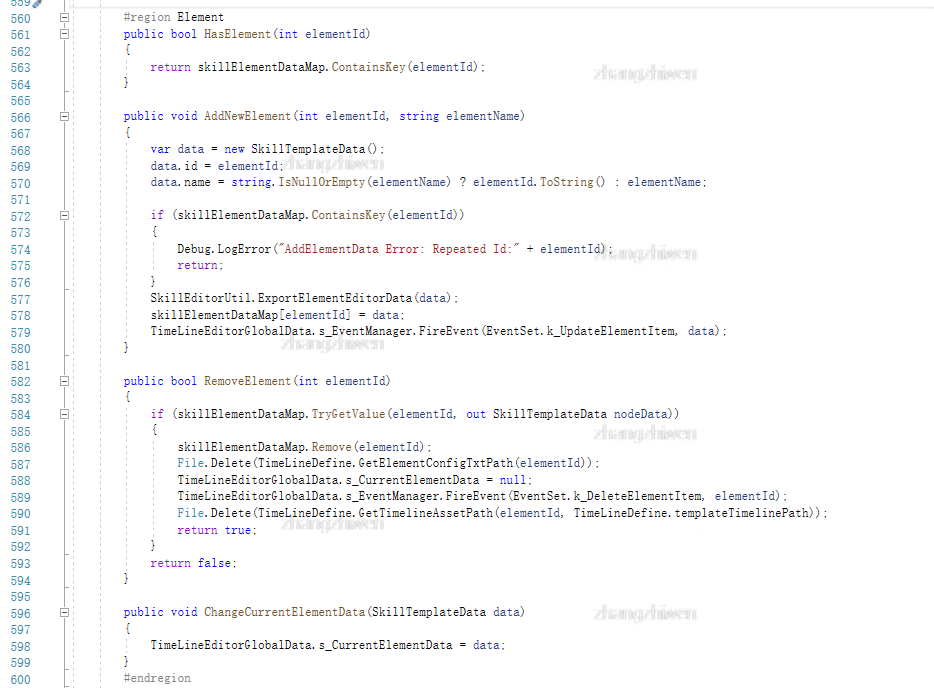 559
560 #region Element
561 public bool HasElement(int elementId)
562 {
563 return skillElementDataMap.ContainsKey(elementId);
564 }
565
566 public void AddNewElement(int elementId, string elementName)
567 {
568 var data = new SkillTemplateData();
569 data.id = elementId;
570 data.name = string.IsNullOrEmpty(elementName) ? elementId.ToString() : elementName;
571
572 if (skillElementDataMap.ContainsKey(elementId))
573 {
574 Debug.LogError("AddElementData Error: Repeated Id:" + elementId);
575 return;
576 }
577 SkillEditorUtil.ExportElementEditorData(data);
578 skillElementDataMap[elementId] = data;
579 TimeLineEditorGlobalData.s_EventManager.FireEvent(EventSet.k_UpdateElementItem, data);
580 }
581
582 public bool RemoveElement(int elementId)
583 {
584 if (skillElementDataMap.TryGetValue(elementId, out SkillTemplateData nodeData))
585 {
586 skillElementDataMap.Remove(elementId);
587 File.Delete(TimeLineDefine.GetElementConfigTxtPath(elementId));
588 TimeLineEditorGlobalData.s_CurrentElementData = null;
589 TimeLineEditorGlobalData.s_EventManager.FireEvent(EventSet.k_DeleteElementItem, elementId);
590 File.Delete(TimeLineDefine.GetTimelineAssetPath(elementId, TimeLineDefine.templateTimelinePath));
591 return true;
592 }
593 return false;
594 }
595
596 public void ChangeCurrentElementData(SkillTemplateData data)
597 {
598 TimeLineEditorGlobalData.s_CurrentElementData = data;
599 }
600 #endregion
zhangzhiwen
zhangzhiwen
zhangzhiwen
zhangzhiwen
zhangzhiwen
zhangzhiwen
zhangzhiwen